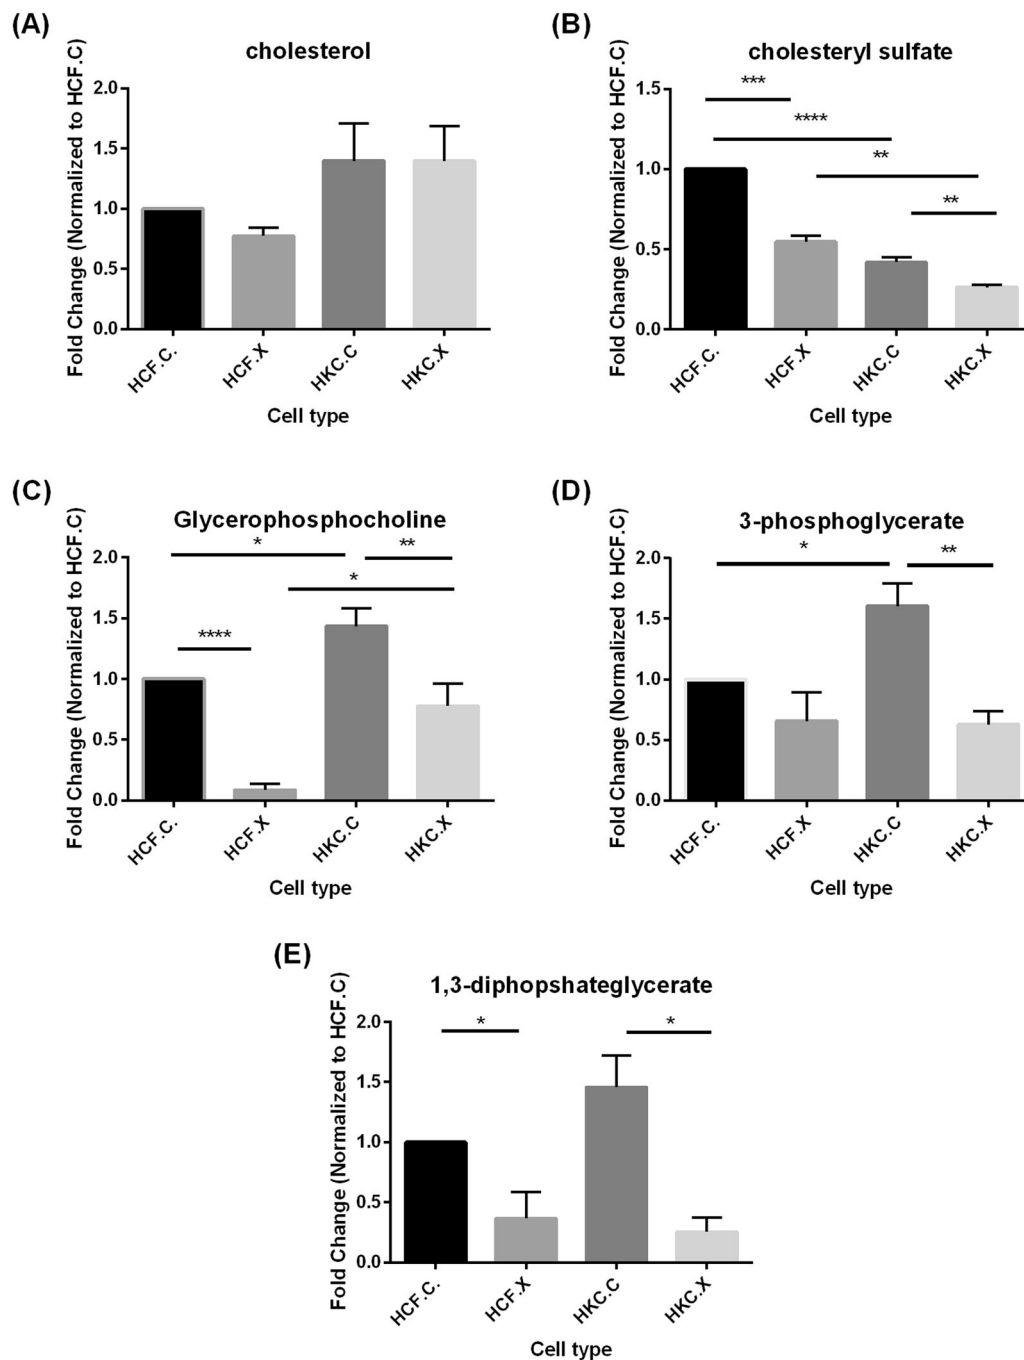 (A)
cholesterol
Fold Change (Normalized to HCF.C)
2.0
1.5
1.0
0.5
0.0
HCF.C.
HCF.X
HKC.C
HKC.X
Cell type
(B)
cholesteryl sulfate
Fold Change (Normalized to HCF.C)
1.5
1.0
0.5
0.0
***
****
**
**
HCF.C.
HCF.X
HKC.C
HKC.X
Cell type
(C)
Glycerophosphocholine
Fold Change (Normalized to HCF.C)
2.0
1.5
1.0
0.5
0.0
*
**
*
****
HCF.C.
HCF.X
HKC.C
HKC.X
Cell type
(D)
3-phosphoglycerate
Fold Change (Normalized to HCF.C)
2.0
1.5
1.0
0.5
0.0
*
**
HCF.C.
HCF.X
HKC.C
HKC.X
Cell type
(E)
1,3-diphopshateglycerate
Fold Change (Normalized to HCF.C)
2.0
1.5
1.0
0.5
0.0
*
*
HCF.C.
HCF.X
HKC.C
HKC.X
Cell type